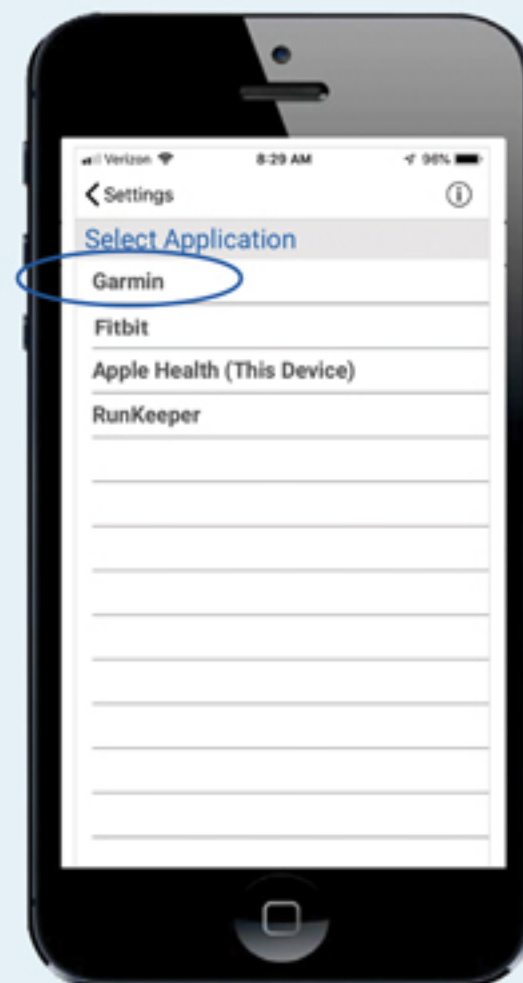 Verizon 8:29 AM 96%
Settings
Select Application
Garmin
Fitbit
Apple Health (This Device)
RunKeeper